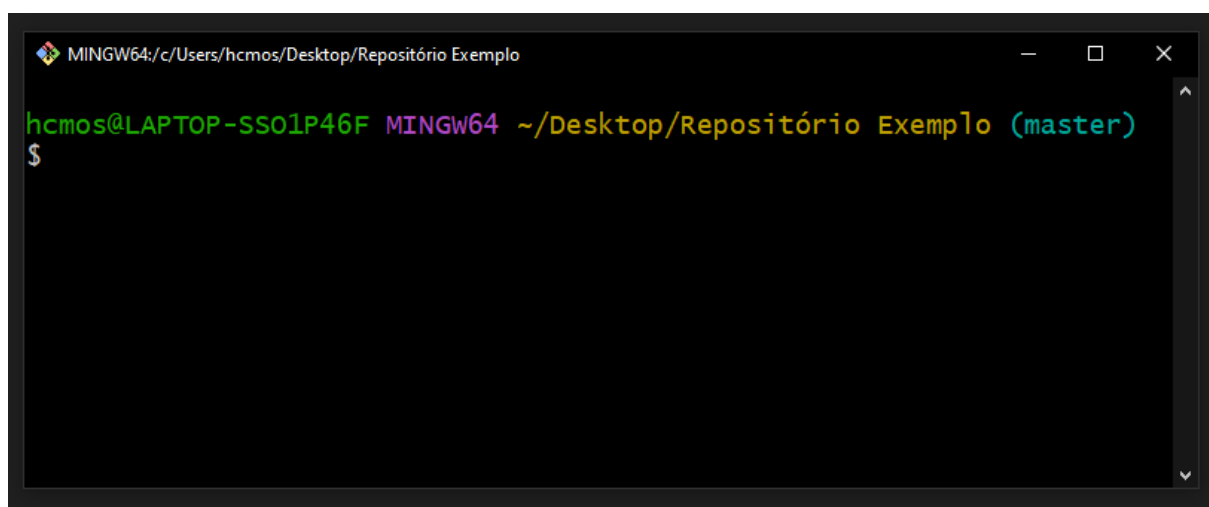 MINGW64:/c/Users/hcmos/Desktop/Repositório Exemplo
hcmos@LAPTOP-SSO1P46F MINGW64 ~/Desktop/Repositório Exemplo (master)
$